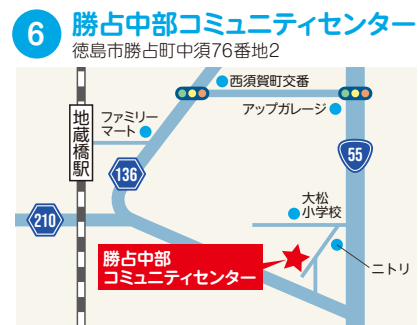 6 勝占中部コミュニティセンター
徳島市勝占町中須76番地2
西須賀町交番
アップガレージ
地蔵橋駅
ファミリー
マート
136
55
210
大松
小学校
勝占中部
コミュニティセンター
ニトリ